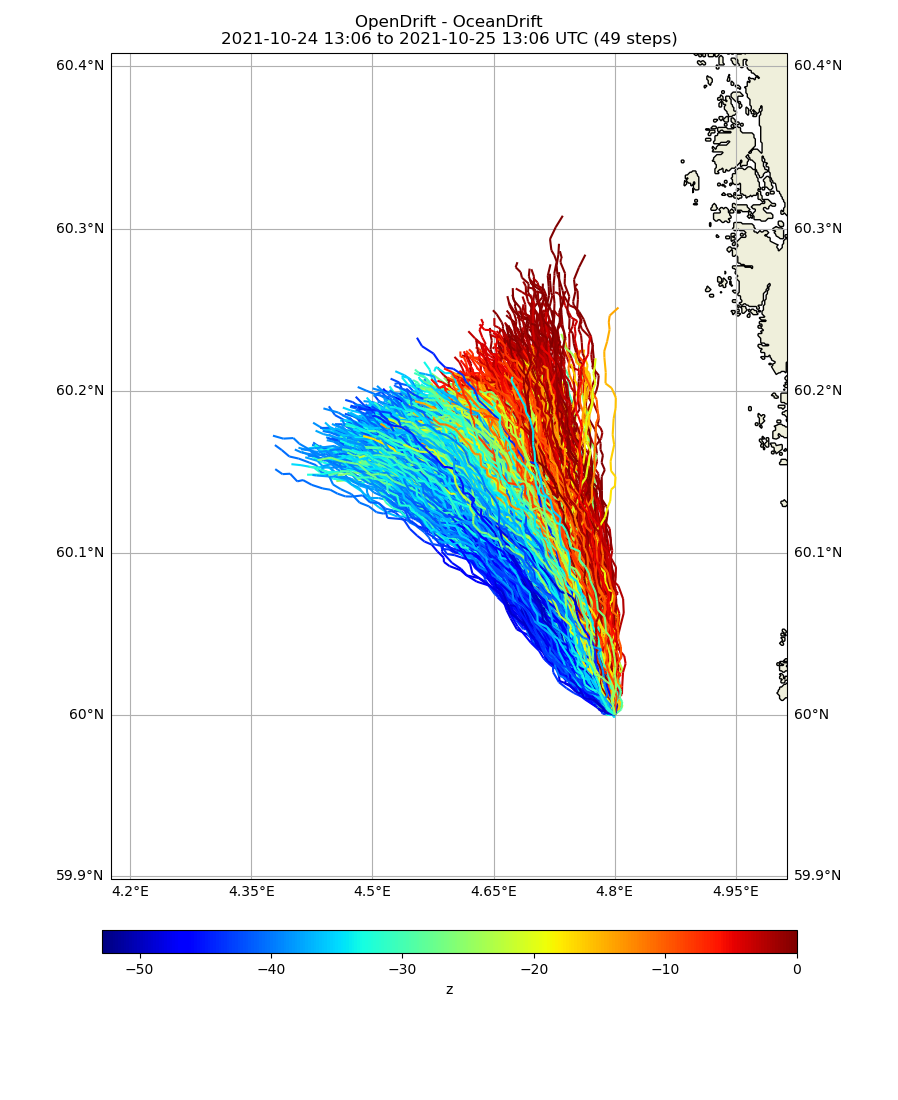 OpenDrift - OceanDrift
2021-10-24 13:06 to 2021-10-25 13:06 UTC (49 steps)
60.4°N 60.4°N
60.3°N 60.3°N
60.2°N 60.2°N
60.1°N 60.1°N
60°N 60°N
59.9°N 59.9°N
4.2°E 4.35°E 4.5°E 4.65°E 4.8°E 4.95°E
−50 −40 −30 −20 −10 0
z